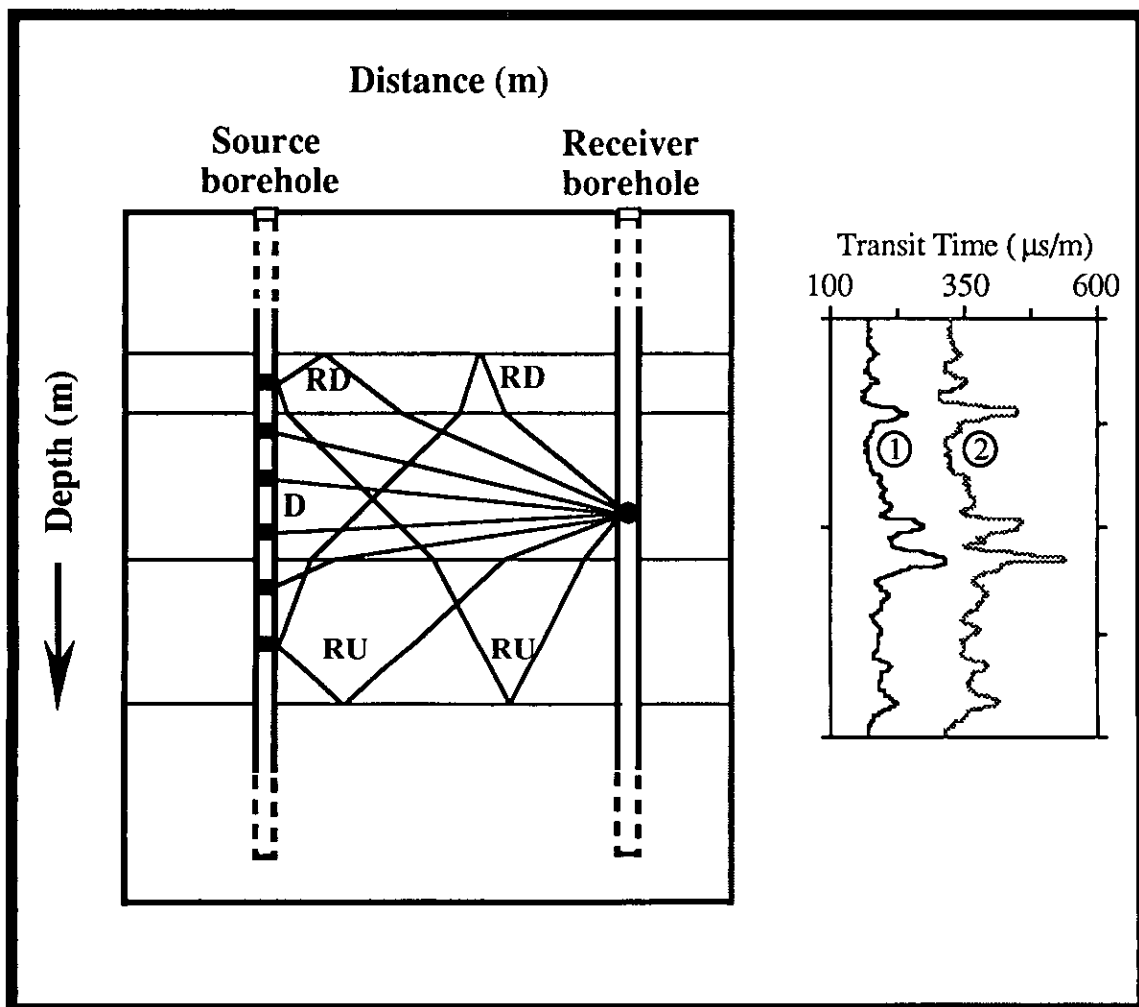 Distance (m)
Source
borehole
Receiver
borehole
Transit Time (μs/m)
100 350 600
Depth (m)
RD
RD
D
RU
RU
1
2